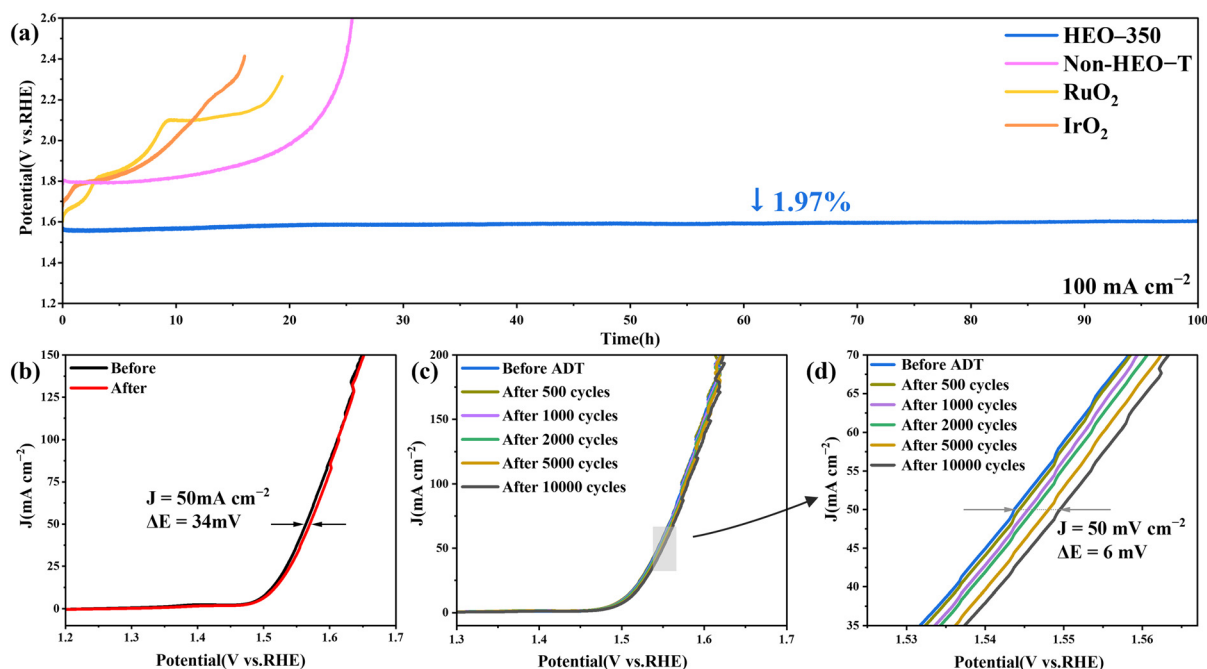 (a)
2.6
2.4
2.2
2.0
1.8
1.6
1.4
1.2
Potential(V vs.RHE)
HEO–350
Non-HEO−T
RuO₂
IrO₂
↓ 1.97%
100 mA cm⁻²
0 10 20 30 40 50 60 70 80 90 100
Time(h)
(b)
150
125
100
75
50
25
0
J(mA cm⁻²)
Before
After
J = 50mA cm⁻²
ΔE = 34mV
1.2 1.3 1.4 1.5 1.6 1.7
Potential(V vs.RHE)
(c)
200
150
100
50
0
J(mA cm⁻²)
Before ADT
After 500 cycles
After 1000 cycles
After 2000 cycles
After 5000 cycles
After 10000 cycles
1.3 1.4 1.5 1.6 1.7
Potential(V vs.RHE)
(d)
70
65
60
55
50
45
40
35
J(mA cm⁻²)
Before ADT
After 500 cycles
After 1000 cycles
After 2000 cycles
After 5000 cycles
After 10000 cycles
J = 50 mV cm⁻²
ΔE = 6 mV
1.53 1.54 1.55 1.56
Potential(V vs.RHE)